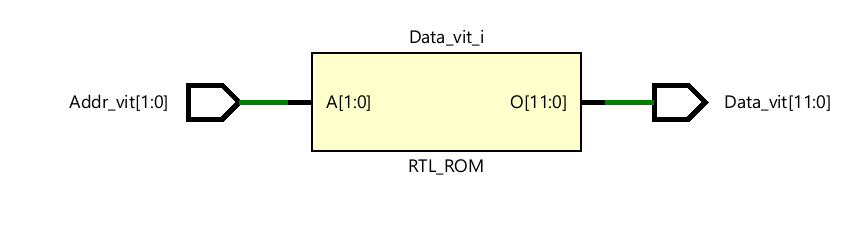 Data_vit_i
Addr_vit[1:0]
A[1:0]
O[11:0]
Data_vit[11:0]
RTL_ROM